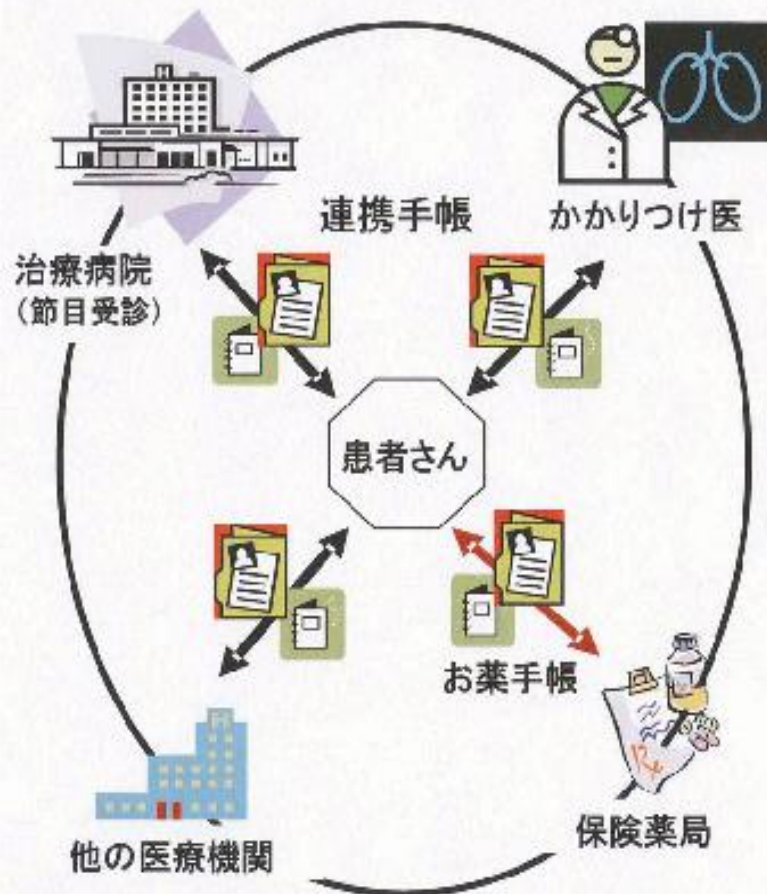 連携手帳
かかりつけ医
治療病院
（節目受診）
患者さん
お薬手帳
保険薬局
他の医療機関